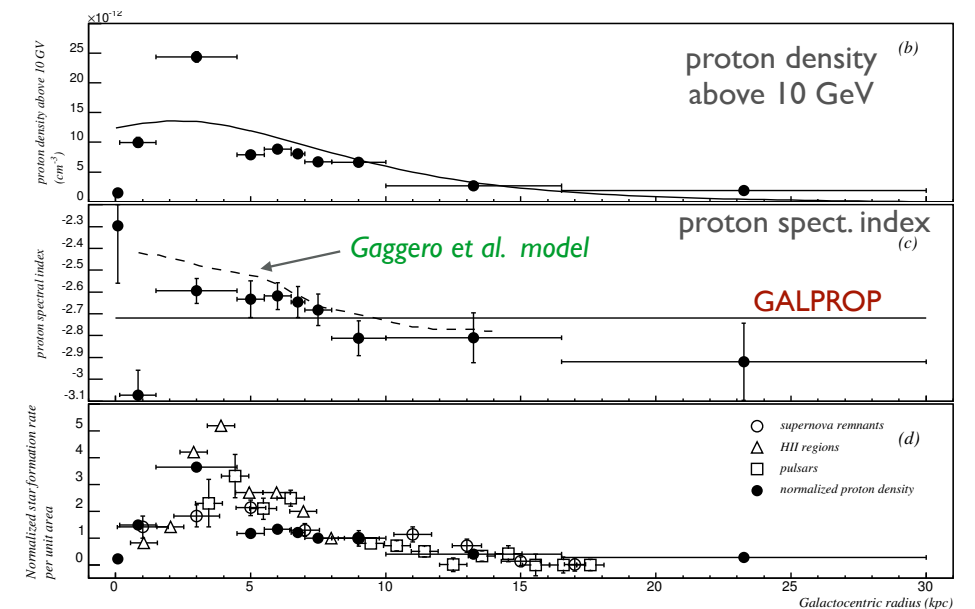 ×10⁻¹²
25
20
15
10
5
0
proton density above 10 GV
(cm⁻³)
proton density
above 10 GeV
(b)
-2.3
-2.4
-2.5
-2.6
-2.7
-2.8
-2.9
-3
-3.1
proton spectral index
proton spect. index
(c)
Gaggero et al. model
GALPROP
5
4
3
2
1
0
Normalized star formation rate
per unit area
(d)
supernova remnants
HII regions
pulsars
normalized proton density
0 5 10 15 20 25 30
Galactocentric radius (kpc)